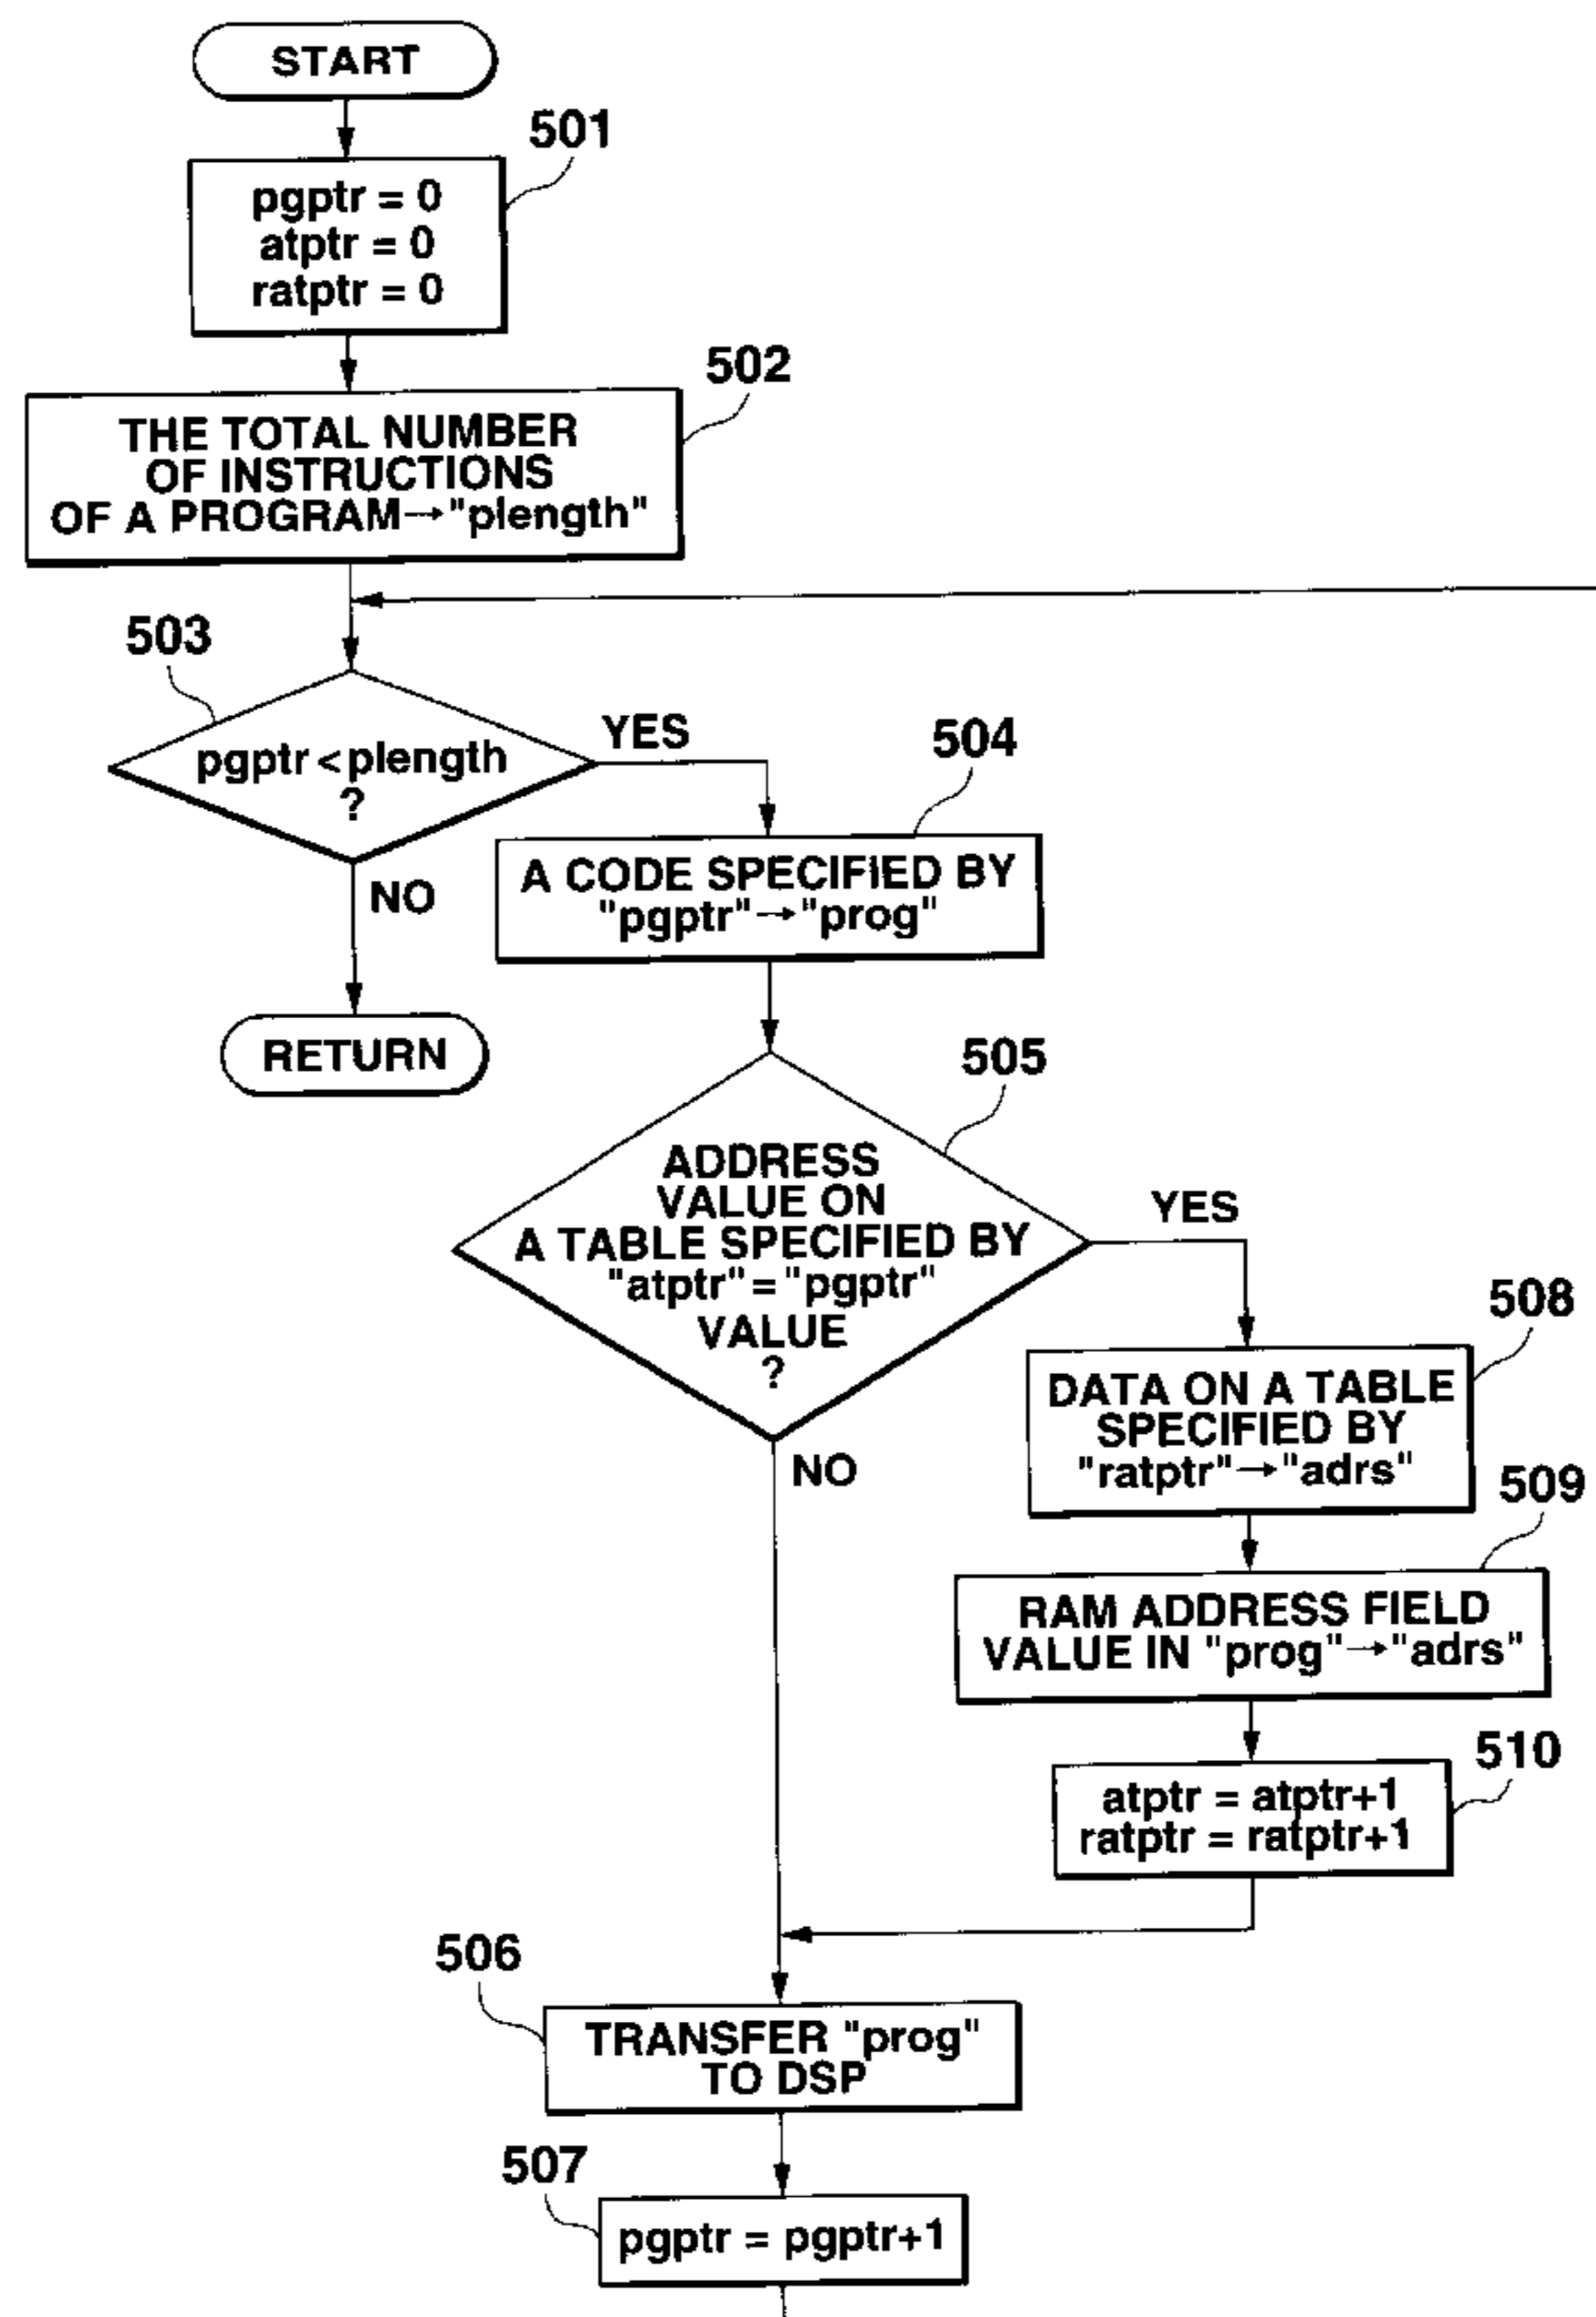 START
501
pgptr = 0
atptr = 0
ratptr = 0
502
THE TOTAL NUMBER
OF INSTRUCTIONS
OF A PROGRAM→"plength"
503
pgptr<plength
?
YES
NO
504
A CODE SPECIFIED BY
"pgptr"→"prog"
RETURN
505
ADDRESS
VALUE ON
A TABLE SPECIFIED BY
"atptr"="pgptr"
VALUE
?
YES
NO
508
DATA ON A TABLE
SPECIFIED BY
"ratptr"→"adrs"
509
RAM ADDRESS FIELD
VALUE IN "prog"→"adrs"
510
atptr = atptr+1
ratptr = ratptr+1
506
TRANSFER "prog"
TO DSP
507
pgptr = pgptr+1